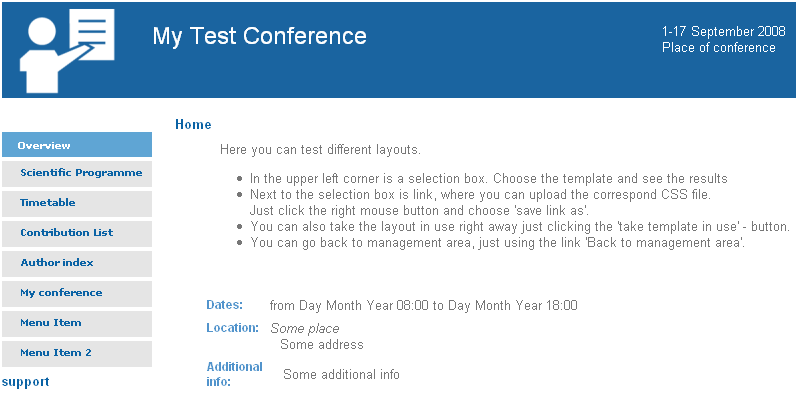 My Test Conference
1-17 September 2008
Place of conference
Overview
Scientific Programme
Timetable
Contribution List
Author index
My conference
Menu Item
Menu Item 2
support
Home
Here you can test different layouts.
In the upper left corner is a selection box. Choose the template and see the results
Next to the selection box is link, where you can upload the correspond CSS file.
Just click the right mouse button and choose 'save link as'.
You can also take the layout in use right away just clicking the 'take template in use' - button.
You can go back to management area, just using the link 'Back to management area'.
Dates: from Day Month Year 08:00 to Day Month Year 18:00
Location: Some place
Some address
Additional
info: Some additional info